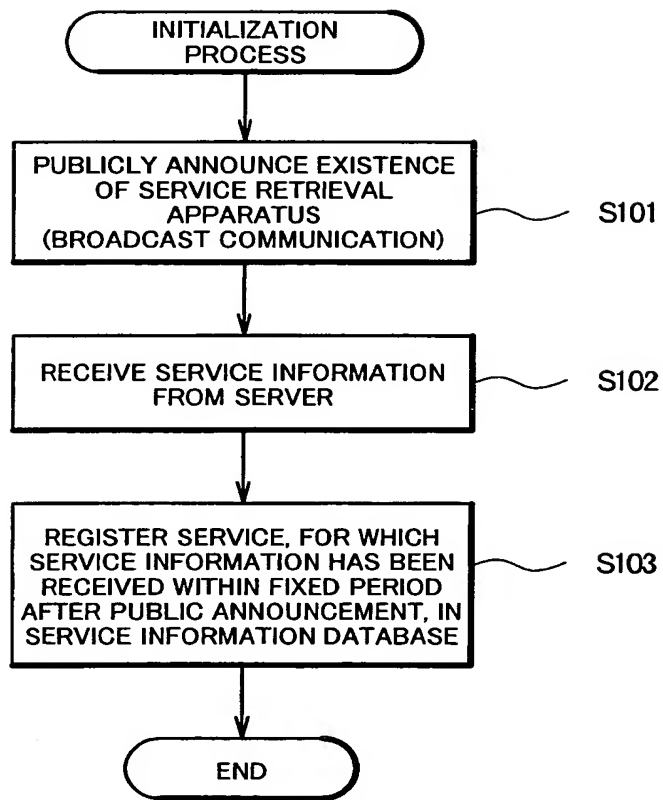 INITIALIZATION
PROCESS
PUBLICLY ANNOUNCE EXISTENCE
OF SERVICE RETRIEVAL
APPARATUS
(BROADCAST COMMUNICATION)
S101
RECEIVE SERVICE INFORMATION
FROM SERVER
S102
REGISTER SERVICE, FOR WHICH
SERVICE INFORMATION HAS BEEN
RECEIVED WITHIN FIXED PERIOD
AFTER PUBLIC ANNOUNCEMENT, IN
SERVICE INFORMATION DATABASE
S103
END